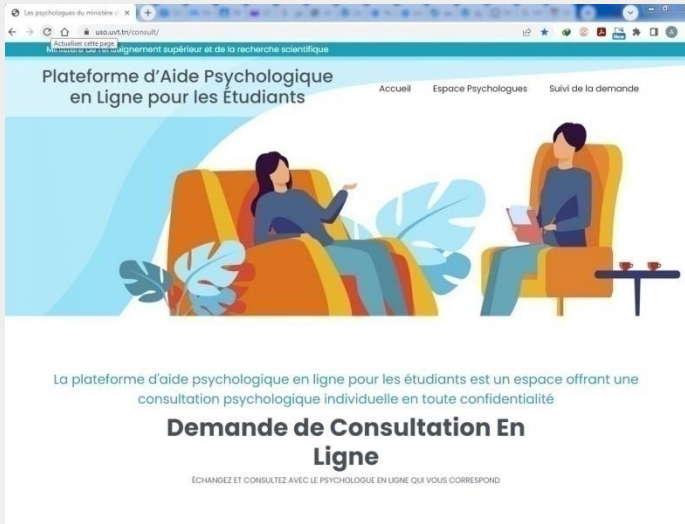 Les psychologues du ministère
uso.uvt.tn/consult/
Actualiser cette page
New
Ministère de l'enseignement supérieur et de la recherche scientifique
Plateforme d'Aide Psychologique
en Ligne pour les Étudiants
Accueil Espace Psychologues Suivi de la demande
La plateforme d'aide psychologique en ligne pour les étudiants est un espace offrant une
consultation psychologique individuelle en toute confidentialité
Demande de Consultation En
Ligne
ÉCHANGEZ ET CONSULTEZ AVEC LE PSYCHOLOGUE EN LIGNE QUI VOUS CORRESPOND